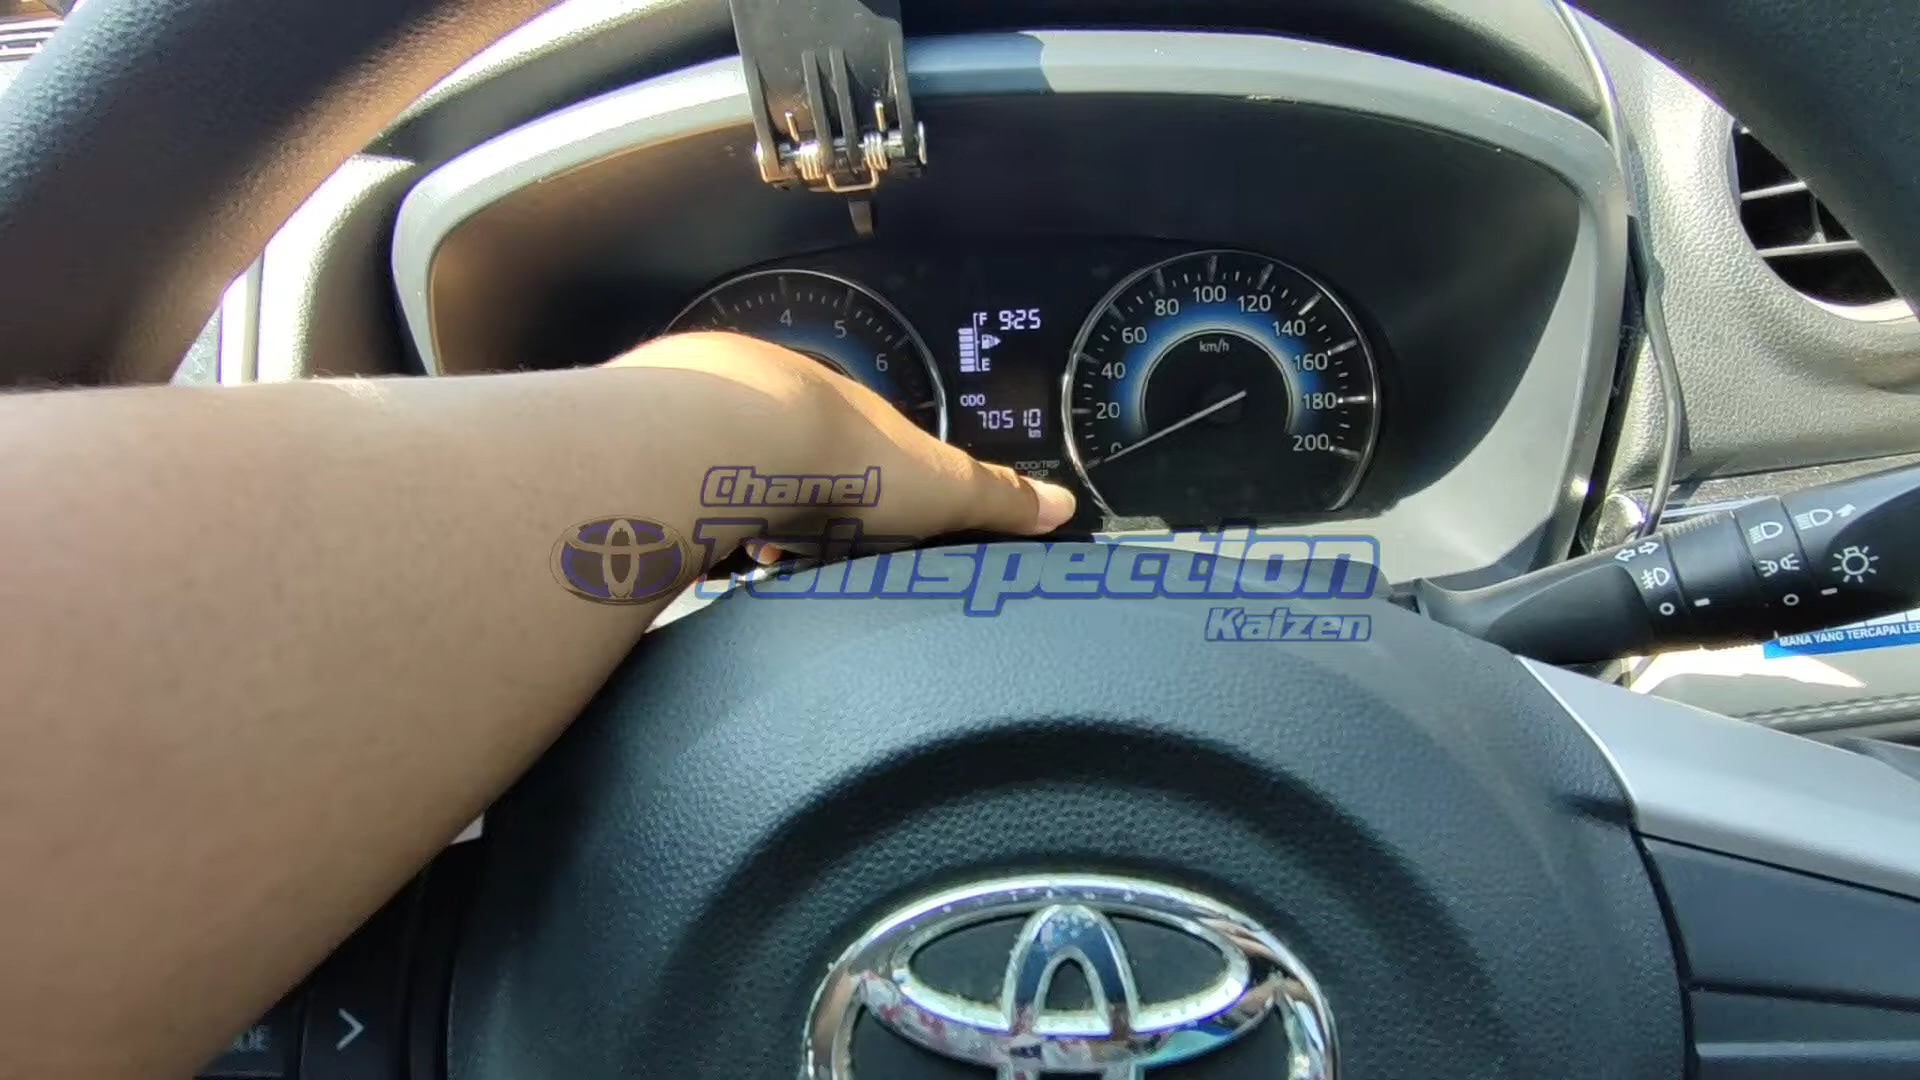 F 9:25
E
ODO
70510
km
ODO/TRIP
DISP
4
5
6
0
20
40
60
80
100
120
140
160
180
200
km/h
Chanel
Toinspection
Kaizen
MANA YANG TERCAPAI